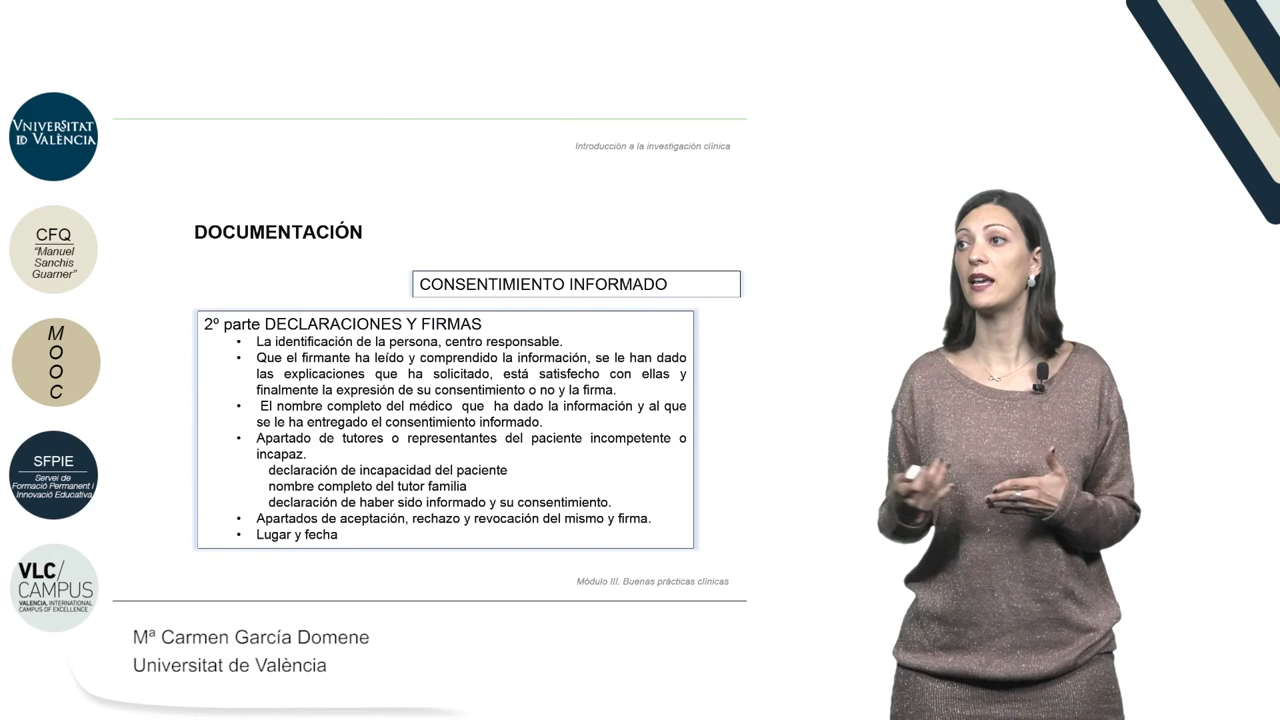 VNIVERSITAT
ID VALÈNCIA
Introducción a la investigación clínica
CFQ
"Manuel
Sanchis
Guarner"
DOCUMENTACIÓN
CONSENTIMIENTO INFORMADO
2º parte DECLARACIONES Y FIRMAS
• La identificación de la persona, centro responsable.
• Que el firmante ha leído y comprendido la información, se le han dado
las explicaciones que ha solicitado, está satisfecho con ellas y
finalmente la expresión de su consentimiento o no y la firma.
• El nombre completo del médico que ha dado la información y al que
se le ha entregado el consentimiento informado.
• Apartado de tutores o representantes del paciente incompetente o
incapaz.
declaración de incapacidad del paciente
nombre completo del tutor familia
declaración de haber sido informado y su consentimiento.
• Apartados de aceptación, rechazo y revocación del mismo y firma.
• Lugar y fecha
M
O
O
C
SFPIE
Servei de
Formació Permanent i
Innovació Educativa
VLC/
CAMPUS
VALENCIA, INTERNATIONAL
CAMPUS OF EXCELLENCE
Módulo III. Buenas prácticas clínicas
Mª Carmen García Domene
Universitat de València